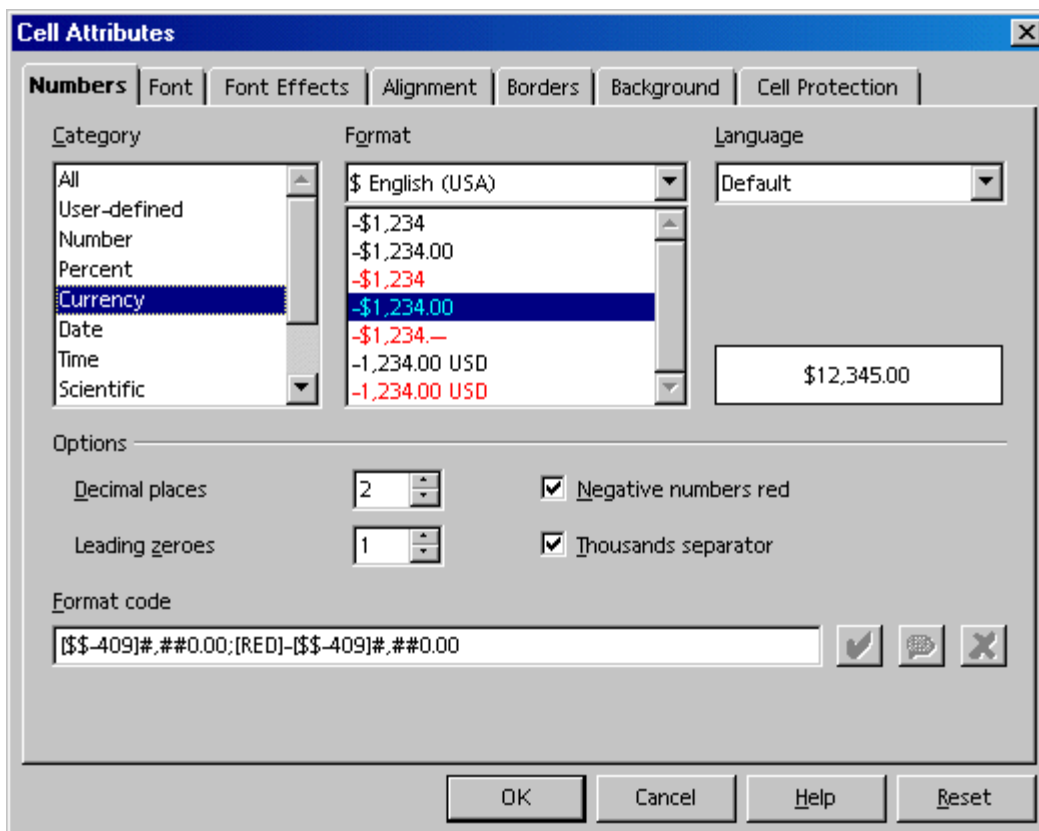 Cell Attributes
Numbers Font Font Effects Alignment Borders Background Cell Protection
Category
All
User-defined
Number
Percent
Currency
Date
Time
Scientific
Format
$ English (USA)
-$1,234
-$1,234.00
-$1,234
-$1,234.00
-$1,234.—
-1,234.00 USD
-1,234.00 USD
Language
Default
$12,345.00
Options
Decimal places 2
Negative numbers red
Leading zeroes 1
Thousands separator
Format code
[$$-409]#,##0.00;[RED]-[$$-409]#,##0.00
OK Cancel Help Reset